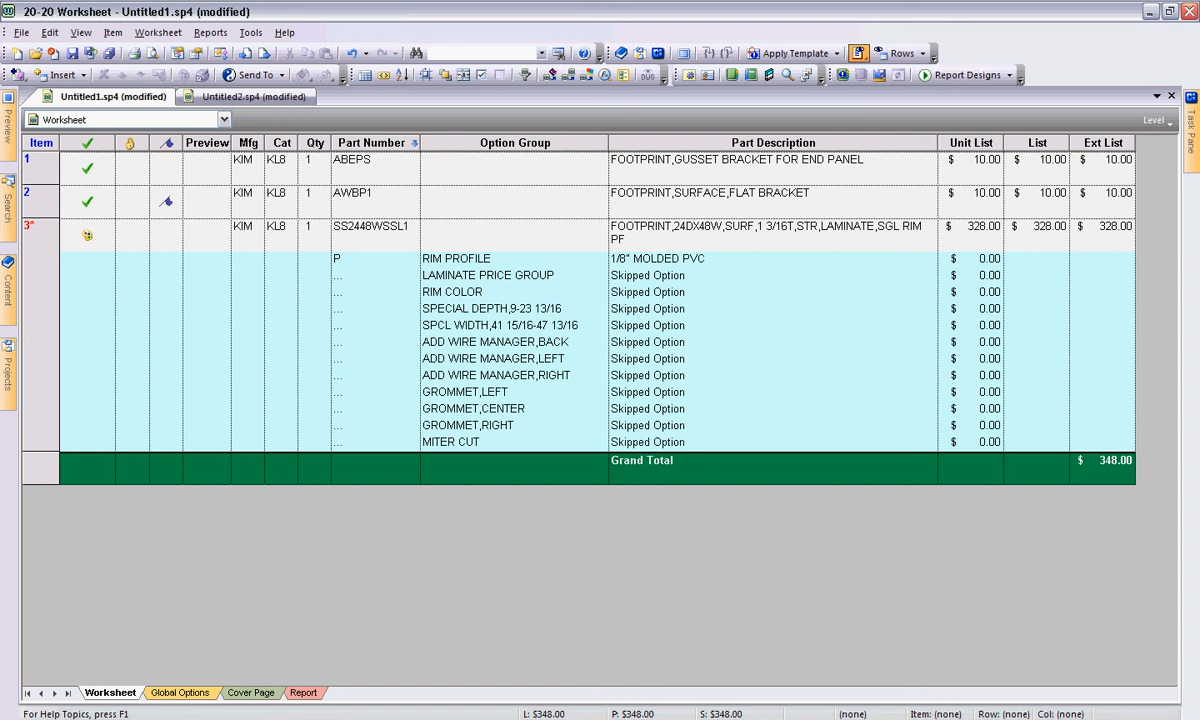 20-20 Worksheet - Untitled1.sp4 (modified)
File Edit View Item Worksheet Reports Tools Help
Apply Template Rows
Insert Send To DUG Report Designs
Untitled1.sp4 (modified) Untitled2.sp4 (modified)
Worksheet Level
Preview
Search
Content
Projects
Task Pane
Item Preview Mfg Cat Qty Part Number Option Group Part Description Unit List List Ext List
1 KIM KL8 1 ABEPS FOOTPRINT,GUSSET BRACKET FOR END PANEL $ 10.00 $ 10.00 $ 10.00
2 KIM KL8 1 AWBP1 FOOTPRINT,SURFACE,FLAT BRACKET $ 10.00 $ 10.00 $ 10.00
3* KIM KL8 1 SS2448WSSL1 FOOTPRINT,24DX48W,SURF,1 3/16T,STR,LAMINATE,SGL RIM $ 328.00 $ 328.00 $ 328.00
PF
P RIM PROFILE 1/8" MOLDED PVC $ 0.00
... LAMINATE PRICE GROUP Skipped Option $ 0.00
... RIM COLOR Skipped Option $ 0.00
... SPECIAL DEPTH,9-23 13/16 Skipped Option $ 0.00
... SPCL WIDTH,41 15/16-47 13/16 Skipped Option $ 0.00
... ADD WIRE MANAGER,BACK Skipped Option $ 0.00
... ADD WIRE MANAGER,LEFT Skipped Option $ 0.00
... ADD WIRE MANAGER,RIGHT Skipped Option $ 0.00
... GROMMET,LEFT Skipped Option $ 0.00
... GROMMET,CENTER Skipped Option $ 0.00
... GROMMET,RIGHT Skipped Option $ 0.00
... MITER CUT Skipped Option $ 0.00
Grand Total $ 348.00
Worksheet Global Options Cover Page Report
For Help Topics, press F1 L: $348.00 P: $348.00 S: $348.00 (none) Item: (none) Row: (none) Col: (none)